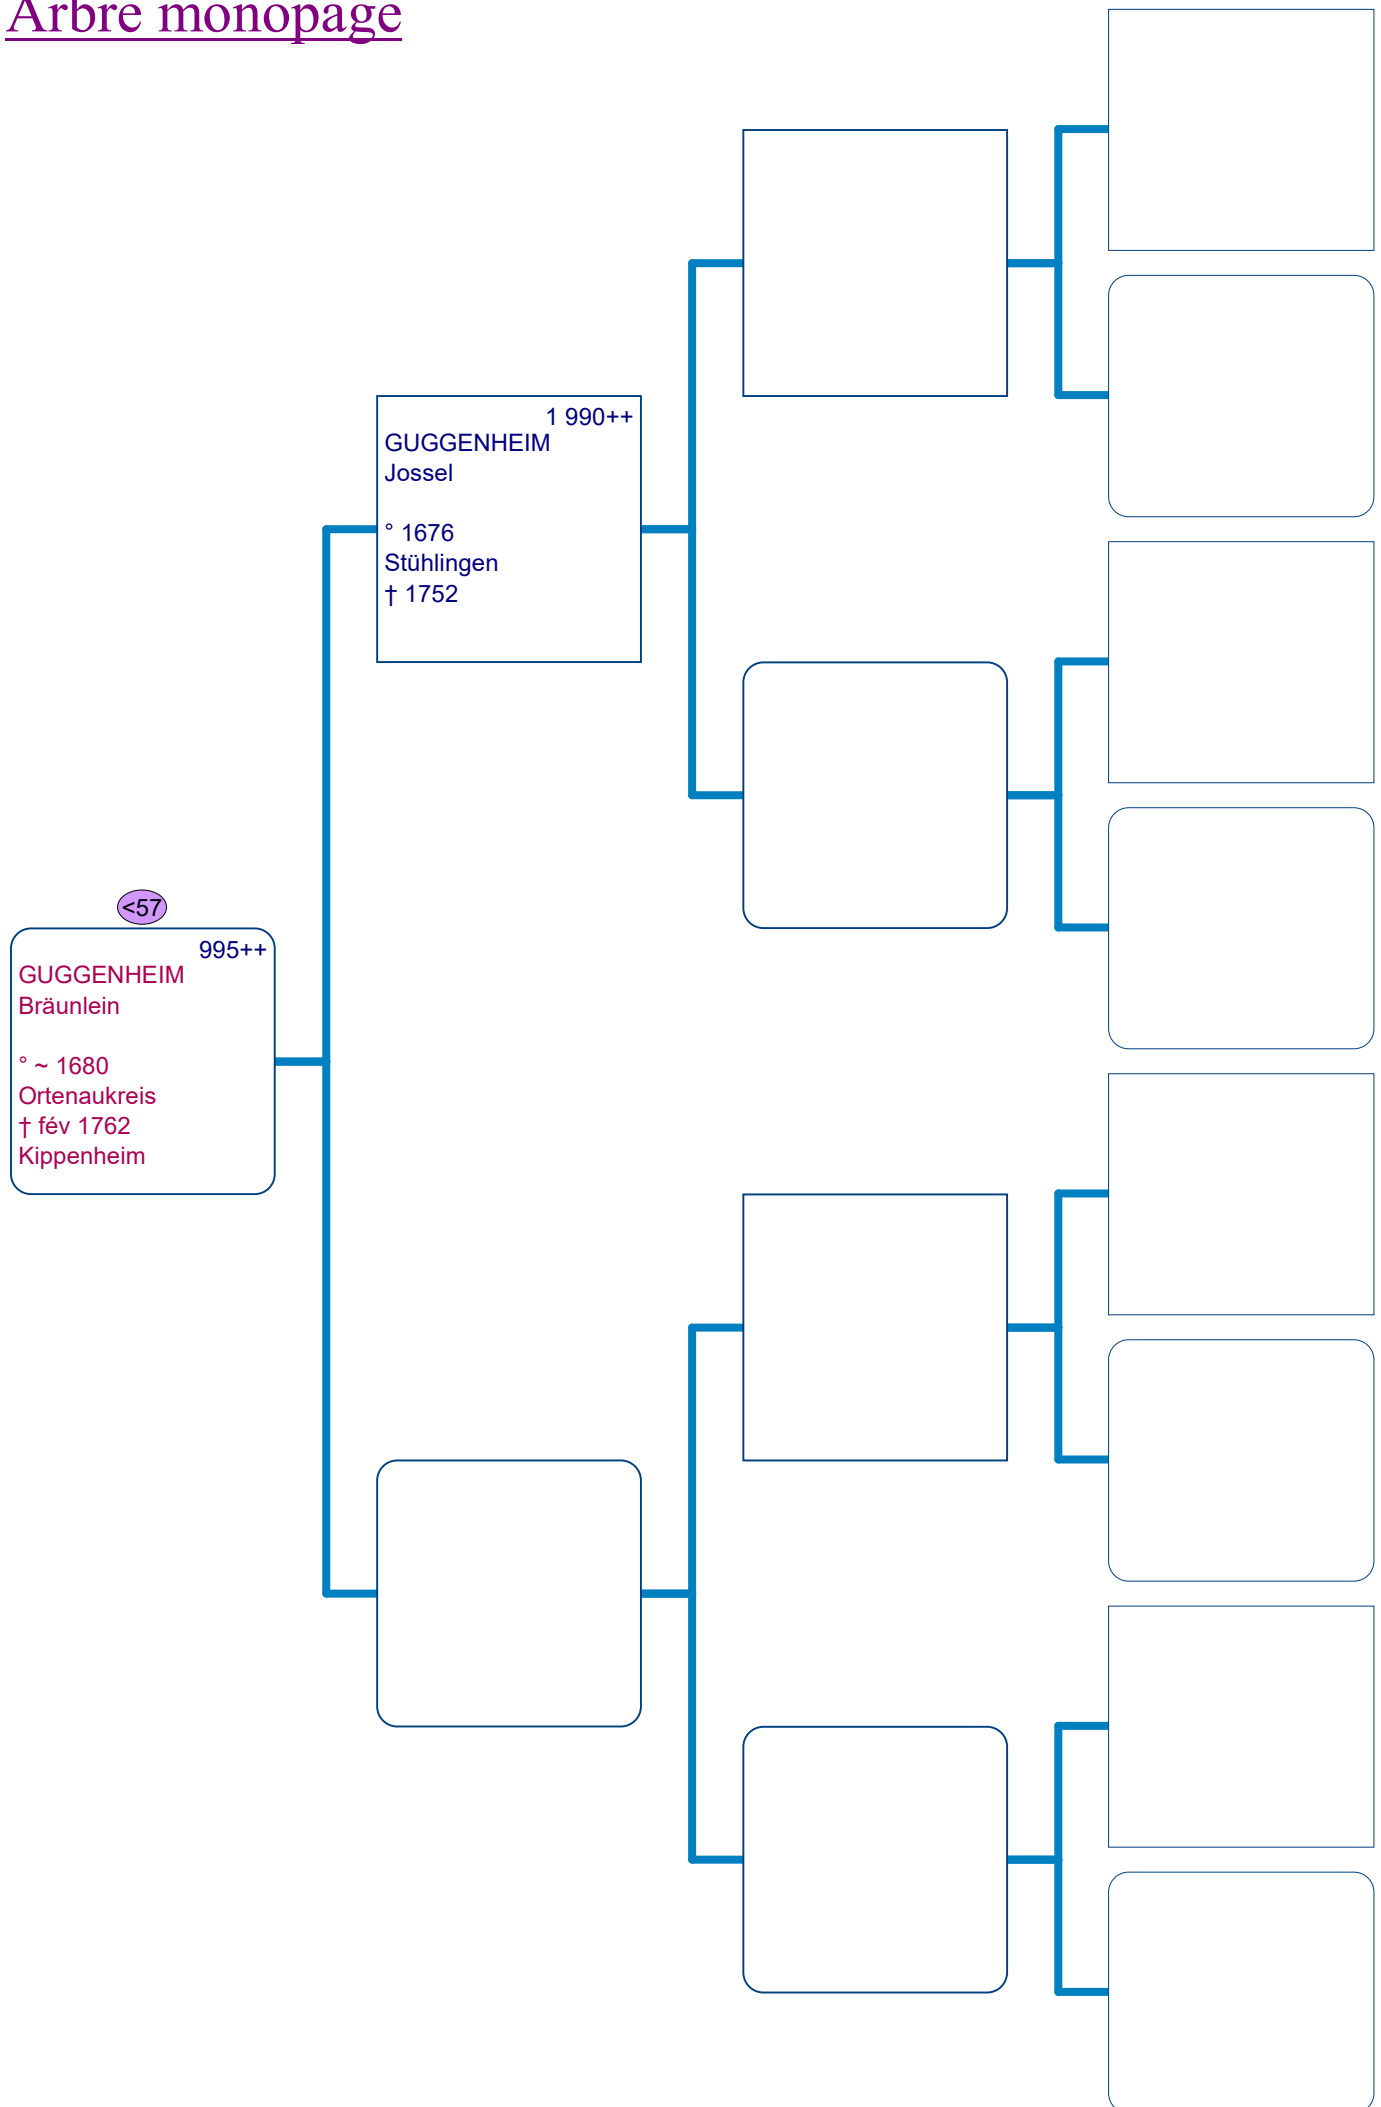 Arbre monopage
1 990++
GUGGENHEIM
Jossel
° 1676
Stühlingen
† 1752
<57
995++
GUGGENHEIM
Bräunlein
° ~ 1680
Ortenaukreis
† fév 1762
Kippenheim